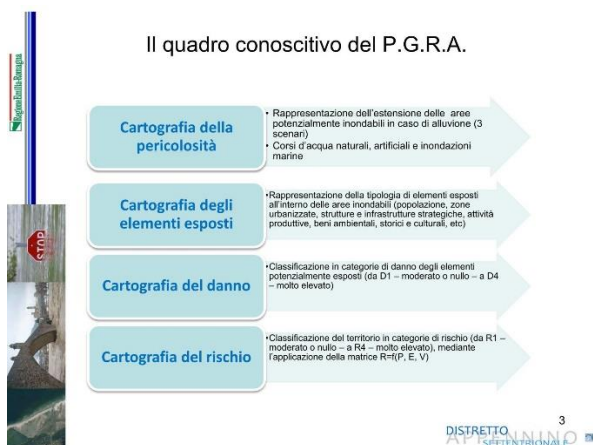 Il quadro conoscitivo del P.G.R.A.
RegioneEmilia-Romagna
Cartografia della
pericolosità
• Rappresentazione dell'estensione delle aree
potenzialmente inondabili in caso di alluvione (3
scenari)
• Corsi d'acqua naturali, artificiali e inondazioni
marine
Cartografia degli
elementi esposti
•Rappresentazione della tipologia di elementi esposti
all'interno delle aree inondabili (popolazione, zone
urbanizzate, strutture e infrastrutture strategiche, attività
produttive, beni ambientali, storici e culturali, etc)
Cartografia del danno
•Classificazione in categorie di danno degli elementi
potenzialmente esposti (da D1 – moderato o nullo – a D4
– molto elevato)
Cartografia del rischio
•Classificazione del territorio in categorie di rischio (da R1 –
moderato o nullo – a R4 – molto elevato), mediante
l'applicazione della matrice R=f(P, E, V)
STOP
3
DISTRETTO
APPENNINO
SETTENTRIONALE